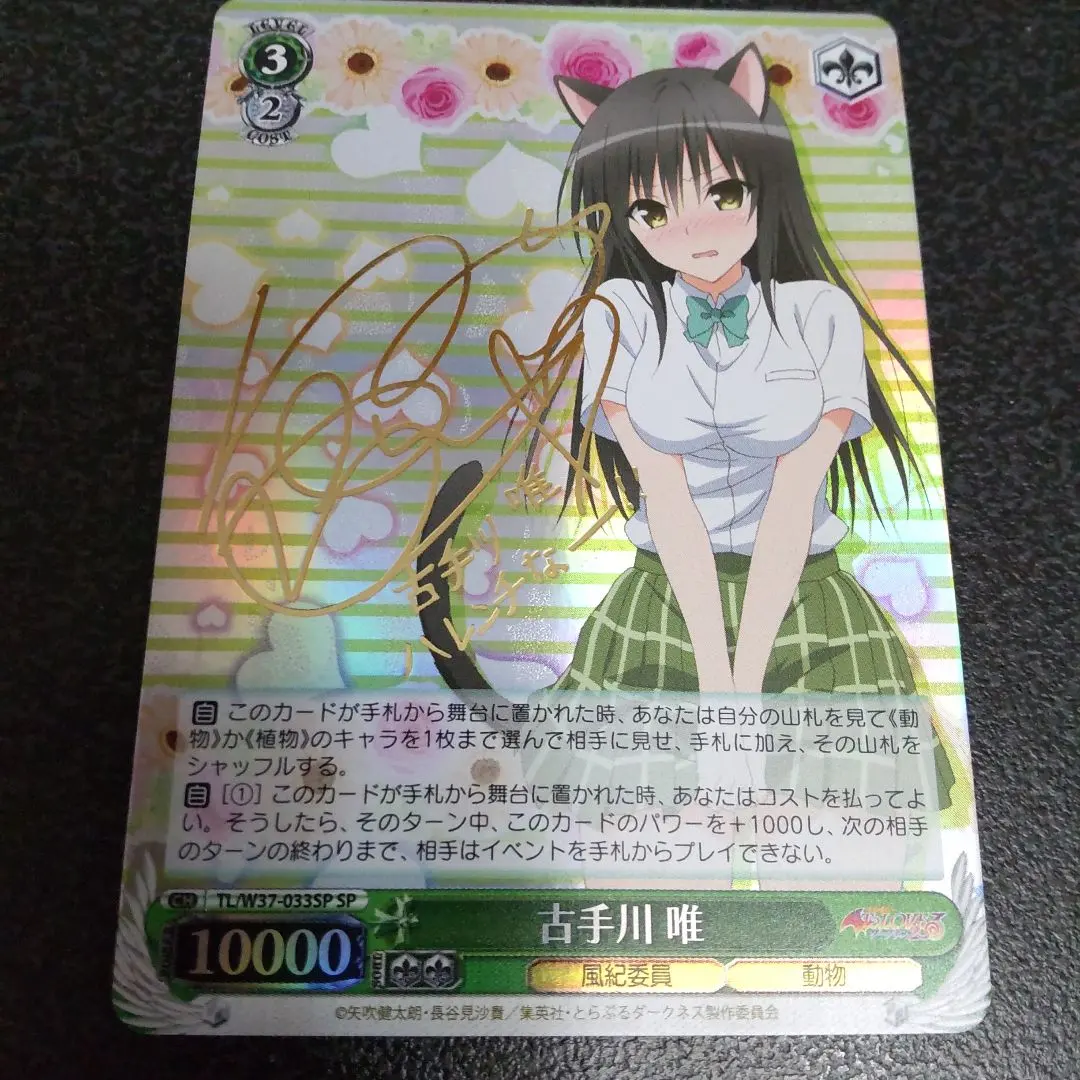 LEVEL
3
2
COST
古手川 唯
ハレンチな
自 このカードが手札から舞台に置かれた時、あなたは自分の山札を見て《動
物》か《植物》のキャラを1枚まで選んで相手に見せ、手札に加え、その山札を
シャッフルする。
自 [①] このカードが手札から舞台に置かれた時、あなたはコストを払ってよ
い。そうしたら、そのターン中、このカードのパワーを+1000し、次の相手
のターンの終わりまで、相手はイベントを手札からプレイできない。
CH TL/W37-033SP SP
10000
SOUL
古手川 唯
風紀委員 動物
©矢吹健太朗・長谷見沙貴／集英社・とらぶるダークネス製作委員会